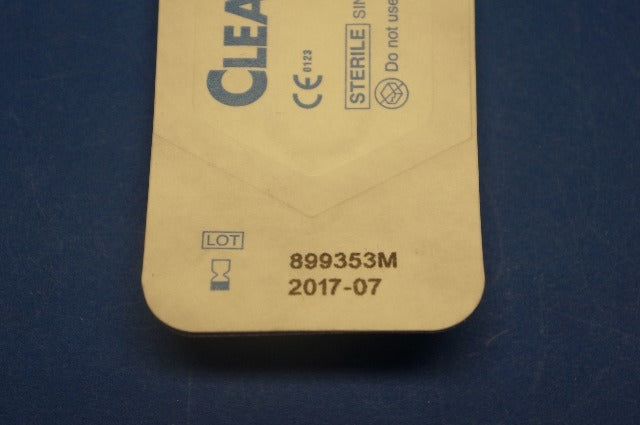 CLEA
CE 0123
STERILE
SIN
Do not use
LOT
899353M
2017-07